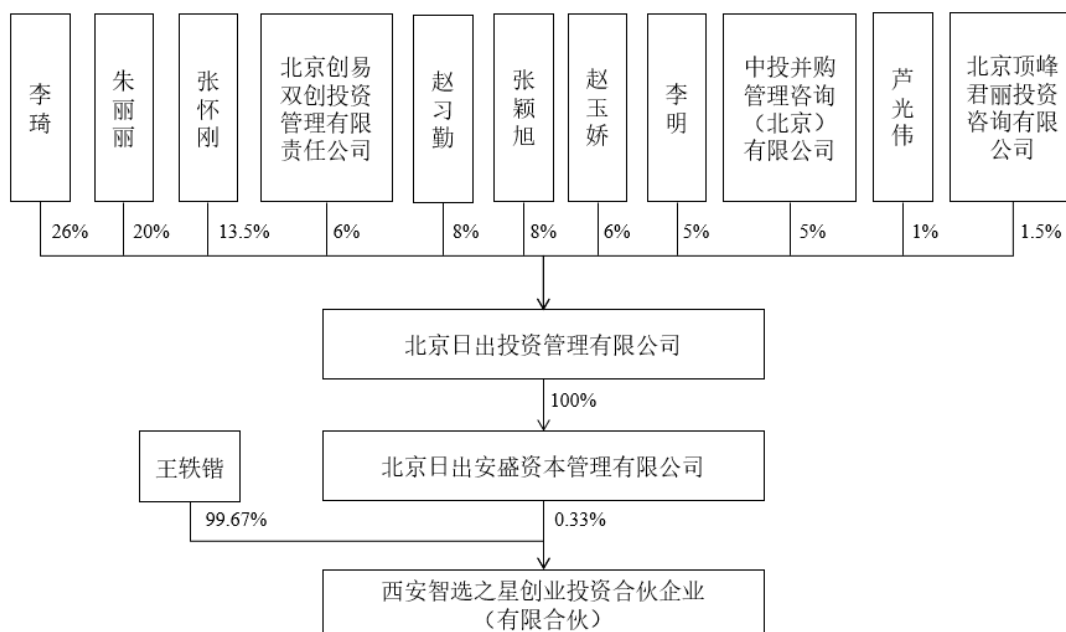 李琦
朱丽丽
张怀刚
北京创易
双创投资
管理有限
责任公司
赵习勤
张颖旭
赵玉娇
李明
中投并购
管理咨询
（北京）
有限公司
芦光伟
北京顶峰
君丽投资
咨询有限
公司
26%
20%
13.5%
6%
8%
8%
6%
5%
5%
1%
1.5%
北京日出投资管理有限公司
100%
王轶锴
北京日出安盛资本管理有限公司
99.67%
0.33%
西安智选之星创业投资合伙企业
（有限合伙）